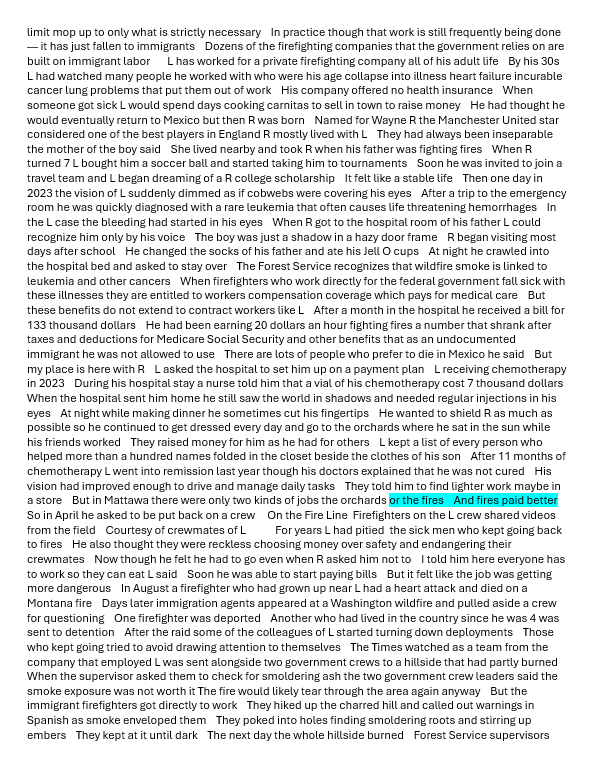 limit mop up to only what is strictly necessary   In practice though that work is still frequently being done
— it has just fallen to immigrants   Dozens of the firefighting companies that the government relies on are
built on immigrant labor      L has worked for a private firefighting company all of his adult life   By his 30s
L had watched many people he worked with who were his age collapse into illness heart failure incurable
cancer lung problems that put them out of work   His company offered no health insurance   When
someone got sick L would spend days cooking carnitas to sell in town to raise money   He had thought he
would eventually return to Mexico but then R was born   Named for Wayne R the Manchester United star
considered one of the best players in England R mostly lived with L   They had always been inseparable
the mother of the boy said   She lived nearby and took R when his father was fighting fires   When R
turned 7 L bought him a soccer ball and started taking him to tournaments   Soon he was invited to join a
travel team and L began dreaming of a R college scholarship   It felt like a stable life   Then one day in
2023 the vision of L suddenly dimmed as if cobwebs were covering his eyes   After a trip to the emergency
room he was quickly diagnosed with a rare leukemia that often causes life threatening hemorrhages   In
the L case the bleeding had started in his eyes   When R got to the hospital room of his father L could
recognize him only by his voice   The boy was just a shadow in a hazy door frame   R began visiting most
days after school   He changed the socks of his father and ate his Jell O cups   At night he crawled into
the hospital bed and asked to stay over   The Forest Service recognizes that wildfire smoke is linked to
leukemia and other cancers   When firefighters who work directly for the federal government fall sick with
these illnesses they are entitled to workers compensation coverage which pays for medical care   But
these benefits do not extend to contract workers like L   After a month in the hospital he received a bill for
133 thousand dollars   He had been earning 20 dollars an hour fighting fires a number that shrank after
taxes and deductions for Medicare Social Security and other benefits that as an undocumented
immigrant he was not allowed to use   There are lots of people who prefer to die in Mexico he said   But
my place is here with R   L asked the hospital to set him up on a payment plan   L receiving chemotherapy
in 2023   During his hospital stay a nurse told him that a vial of his chemotherapy cost 7 thousand dollars
When the hospital sent him home he still saw the world in shadows and needed regular injections in his
eyes   At night while making dinner he sometimes cut his fingertips   He wanted to shield R as much as
possible so he continued to get dressed every day and go to the orchards where he sat in the sun while
his friends worked   They raised money for him as he had for others   L kept a list of every person who
helped more than a hundred names folded in the closet beside the clothes of his son   After 11 months of
chemotherapy L went into remission last year though his doctors explained that he was not cured   His
vision had improved enough to drive and manage daily tasks   They told him to find lighter work maybe in
a store   But in Mattawa there were only two kinds of jobs the orchards or the fires   And fires paid better
So in April he asked to be put back on a crew    On the Fire Line  Firefighters on the L crew shared videos
from the field   Courtesy of crewmates of L         For years L had pitied  the sick men who kept going back
to fires   He also thought they were reckless choosing money over safety and endangering their
crewmates   Now though he felt he had to go even when R asked him not to   I told him here everyone has
to work so they can eat L said   Soon he was able to start paying bills   But it felt like the job was getting
more dangerous   In August a firefighter who had grown up near L had a heart attack and died on a
Montana fire   Days later immigration agents appeared at a Washington wildfire and pulled aside a crew
for questioning   One firefighter was deported   Another who had lived in the country since he was 4 was
sent to detention   After the raid some of the colleagues of L started turning down deployments   Those
who kept going tried to avoid drawing attention to themselves   The Times watched as a team from the
company that employed L was sent alongside two government crews to a hillside that had partly burned
When the supervisor asked them to check for smoldering ash the two government crew leaders said the
smoke exposure was not worth it The fire would likely tear through the area again anyway   But the
immigrant firefighters got directly to work   They hiked up the charred hill and called out warnings in
Spanish as smoke enveloped them   They poked into holes finding smoldering roots and stirring up
embers   They kept at it until dark   The next day the whole hillside burned   Forest Service supervisors